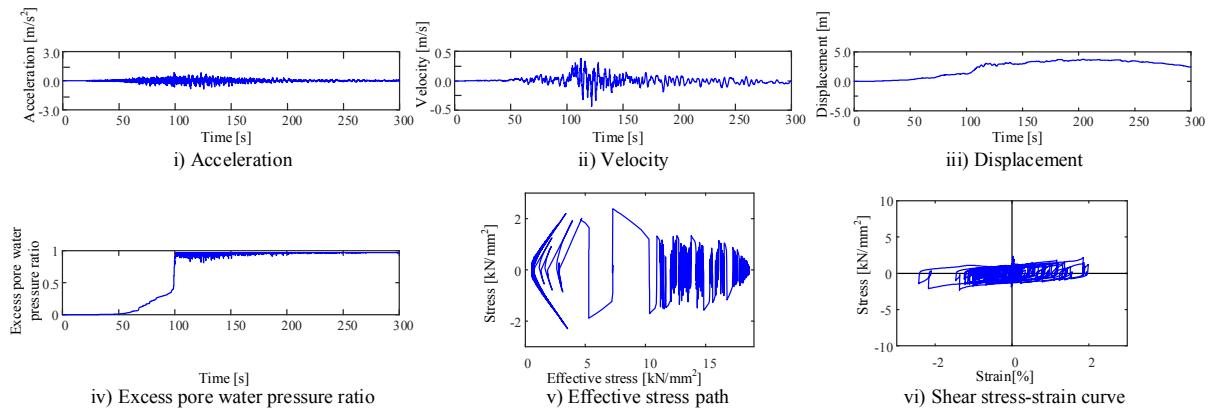 Acceleration [m/s²]
3.0
0.0
-3.0
0 50 100 150 200 250 300
Time [s]
i) Acceleration
Velocity [m/s]
0.5
0.0
-0.5
0 50 100 150 200 250 300
Time [s]
ii) Velocity
Displacement [m]
5.0
0.0
-5.0
0 50 100 150 200 250 300
Time [s]
iii) Displacement
Excess pore water
pressure ratio
1
0.5
0
0 50 100 150 200 250 300
Time [s]
iv) Excess pore water pressure ratio
Stress [kN/mm²]
2
0
-2
0 5 10 15
Effective stress [kN/mm²]
v) Effective stress path
Stress [kN/mm²]
10
5
0
-5
-10
-2 0 2
Strain[%]
vi) Shear stress-strain curve